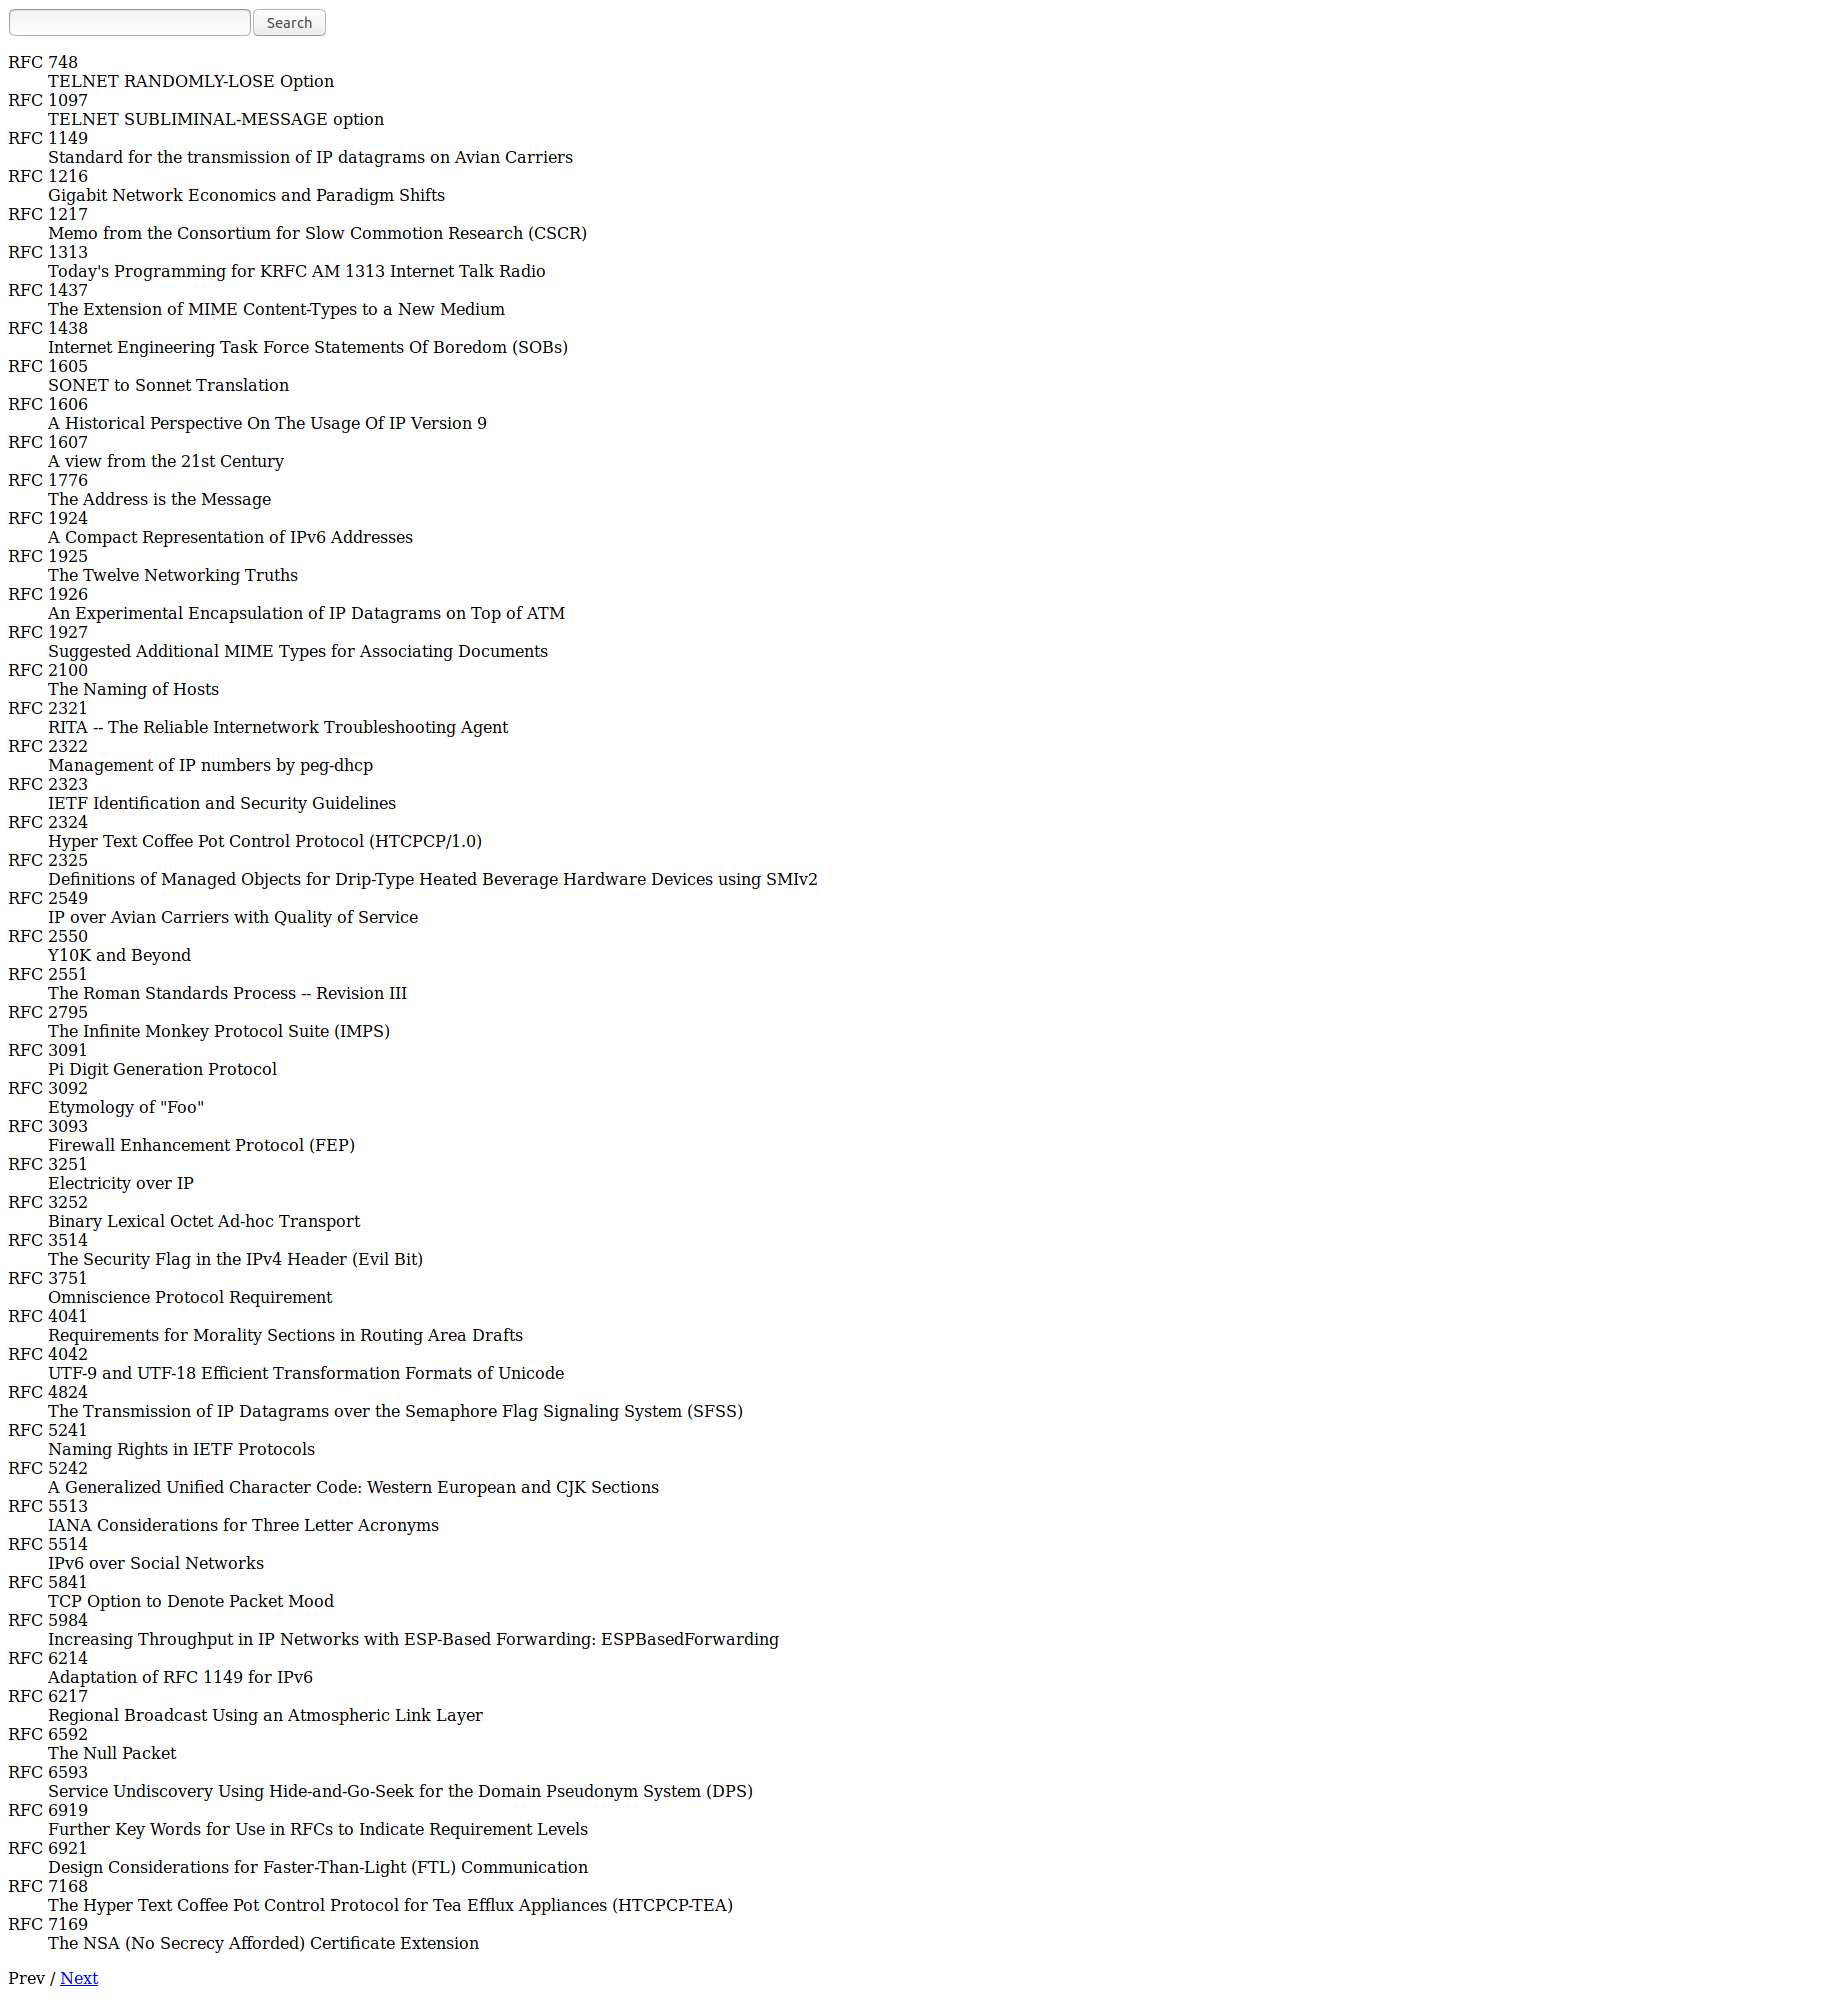 Search
RFC 748
TELNET RANDOMLY-LOSE Option
RFC 1097
TELNET SUBLIMINAL-MESSAGE option
RFC 1149
Standard for the transmission of IP datagrams on Avian Carriers
RFC 1216
Gigabit Network Economics and Paradigm Shifts
RFC 1217
Memo from the Consortium for Slow Commotion Research (CSCR)
RFC 1313
Today's Programming for KRFC AM 1313 Internet Talk Radio
RFC 1437
The Extension of MIME Content-Types to a New Medium
RFC 1438
Internet Engineering Task Force Statements Of Boredom (SOBs)
RFC 1605
SONET to Sonnet Translation
RFC 1606
A Historical Perspective On The Usage Of IP Version 9
RFC 1607
A view from the 21st Century
RFC 1776
The Address is the Message
RFC 1924
A Compact Representation of IPv6 Addresses
RFC 1925
The Twelve Networking Truths
RFC 1926
An Experimental Encapsulation of IP Datagrams on Top of ATM
RFC 1927
Suggested Additional MIME Types for Associating Documents
RFC 2100
The Naming of Hosts
RFC 2321
RITA -- The Reliable Internetwork Troubleshooting Agent
RFC 2322
Management of IP numbers by peg-dhcp
RFC 2323
IETF Identification and Security Guidelines
RFC 2324
Hyper Text Coffee Pot Control Protocol (HTCPCP/1.0)
RFC 2325
Definitions of Managed Objects for Drip-Type Heated Beverage Hardware Devices using SMIv2
RFC 2549
IP over Avian Carriers with Quality of Service
RFC 2550
Y10K and Beyond
RFC 2551
The Roman Standards Process -- Revision III
RFC 2795
The Infinite Monkey Protocol Suite (IMPS)
RFC 3091
Pi Digit Generation Protocol
RFC 3092
Etymology of "Foo"
RFC 3093
Firewall Enhancement Protocol (FEP)
RFC 3251
Electricity over IP
RFC 3252
Binary Lexical Octet Ad-hoc Transport
RFC 3514
The Security Flag in the IPv4 Header (Evil Bit)
RFC 3751
Omniscience Protocol Requirement
RFC 4041
Requirements for Morality Sections in Routing Area Drafts
RFC 4042
UTF-9 and UTF-18 Efficient Transformation Formats of Unicode
RFC 4824
The Transmission of IP Datagrams over the Semaphore Flag Signaling System (SFSS)
RFC 5241
Naming Rights in IETF Protocols
RFC 5242
A Generalized Unified Character Code: Western European and CJK Sections
RFC 5513
IANA Considerations for Three Letter Acronyms
RFC 5514
IPv6 over Social Networks
RFC 5841
TCP Option to Denote Packet Mood
RFC 5984
Increasing Throughput in IP Networks with ESP-Based Forwarding: ESPBasedForwarding
RFC 6214
Adaptation of RFC 1149 for IPv6
RFC 6217
Regional Broadcast Using an Atmospheric Link Layer
RFC 6592
The Null Packet
RFC 6593
Service Undiscovery Using Hide-and-Go-Seek for the Domain Pseudonym System (DPS)
RFC 6919
Further Key Words for Use in RFCs to Indicate Requirement Levels
RFC 6921
Design Considerations for Faster-Than-Light (FTL) Communication
RFC 7168
The Hyper Text Coffee Pot Control Protocol for Tea Efflux Appliances (HTCPCP-TEA)
RFC 7169
The NSA (No Secrecy Afforded) Certificate Extension
Prev / Next